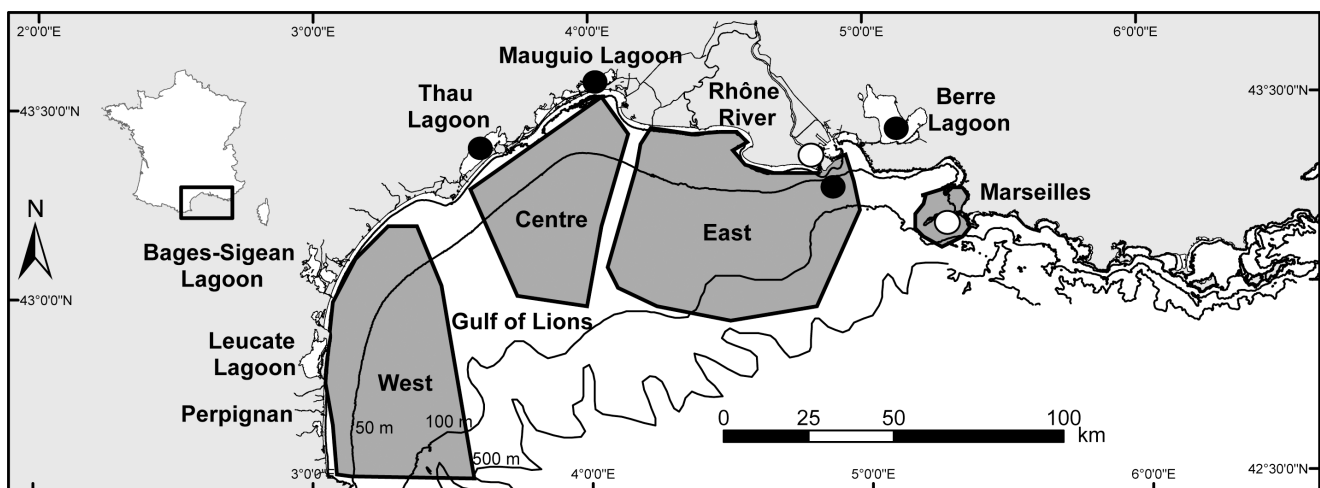 2°0'0"E
3°0'0"E
4°0'0"E
5°0'0"E
6°0'0"E
Mauguio Lagoon
Thau
Lagoon
Rhône
River
Berre
Lagoon
43°30'0"N
43°30'0"N
Marseilles
N
Centre
East
Bages-Sigean
Lagoon
43°0'0"N
43°0'0"N
Gulf of Lions
Leucate
Lagoon
West
Perpignan
50 m
100 m
500 m
0
25
50
100
km
3°0'0"E
4°0'0"E
5°0'0"E
6°0'0"E
42°30'0"N